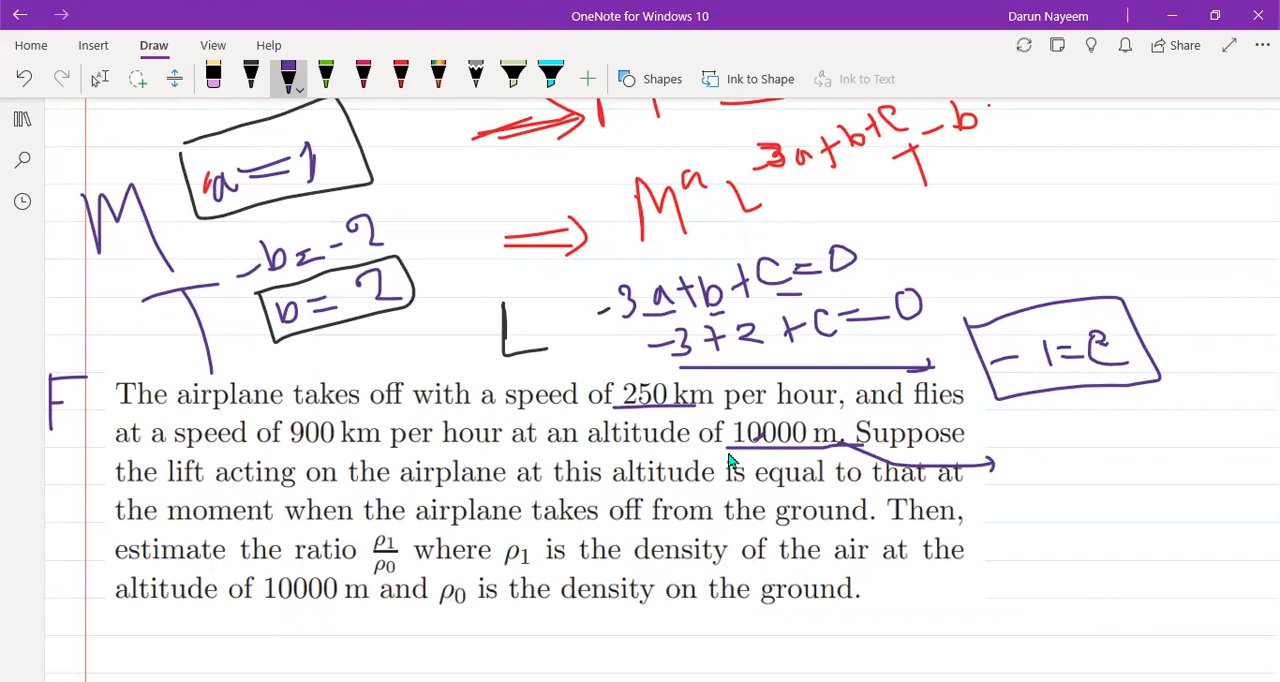 OneNote for Windows 10
Darun Nayeem
Home Insert Draw View Help
Share
Shapes
Ink to Shape
Ink to Text
M a=1
T -b=-2
b=2
M^a L^{-3a+b+c} T^{-b}
L -3a+b+c=0
-3+2+c=0
-1=c
F
The airplane takes off with a speed of 250 km per hour, and flies
at a speed of 900 km per hour at an altitude of 10000 m. Suppose
the lift acting on the airplane at this altitude is equal to that at
the moment when the airplane takes off from the ground. Then,
estimate the ratio ρ1/ρ0 where ρ1 is the density of the air at the
altitude of 10000 m and ρ0 is the density on the ground.